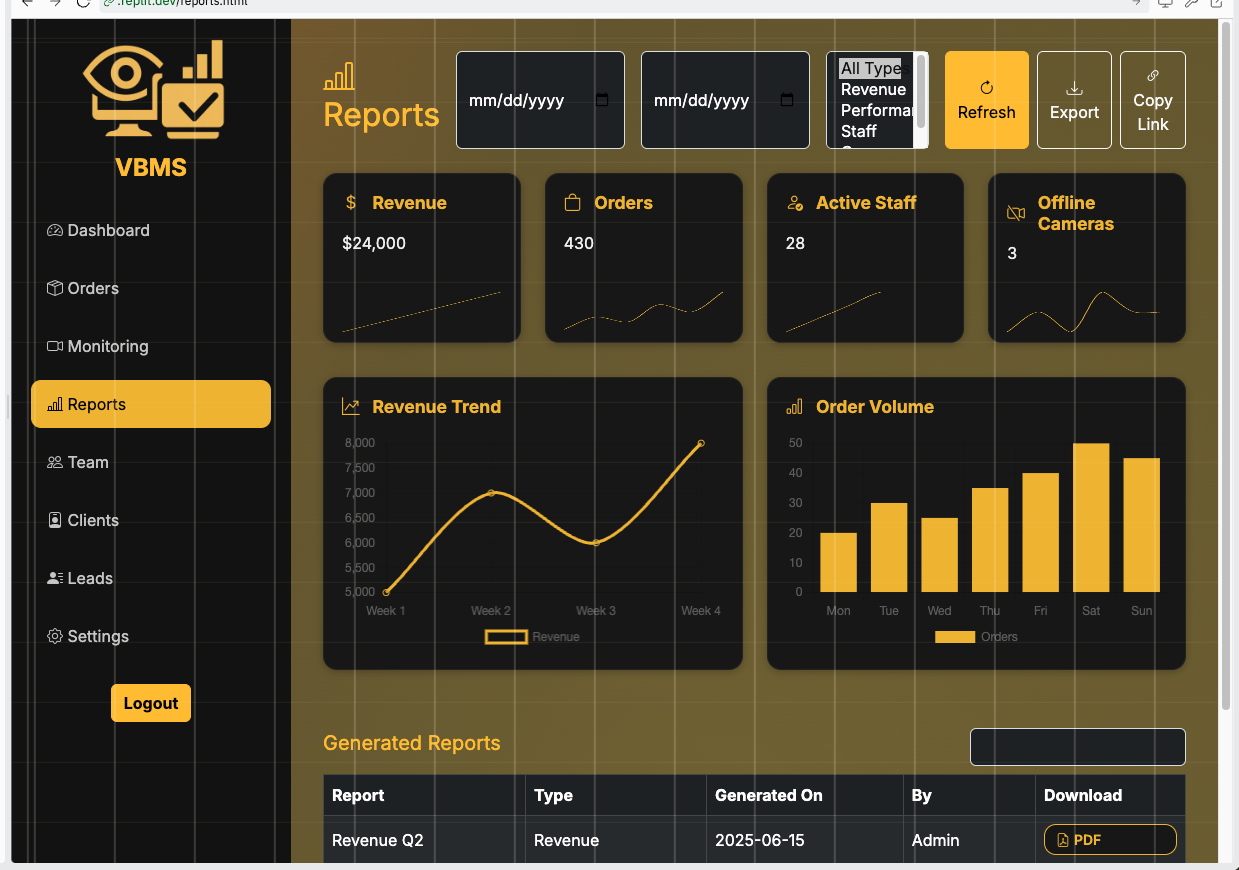 .replit.dev/reports.html
VBMS
Dashboard
Orders
Monitoring
Reports
Team
Clients
Leads
Settings
Logout
Reports
mm/dd/yyyy
mm/dd/yyyy
All Types
Revenue
Performan
Staff
Refresh
Export
Copy
Link
$ Revenue
$24,000
Orders
430
Active Staff
28
Offline
Cameras
3
Revenue Trend
8,000
7,500
7,000
6,500
6,000
5,500
5,000
Week 1 Week 2 Week 3 Week 4
Revenue
Order Volume
50
40
30
20
10
0
Mon Tue Wed Thu Fri Sat Sun
Orders
Generated Reports
Report Type Generated On By Download
Revenue Q2 Revenue 2025-06-15 Admin PDF